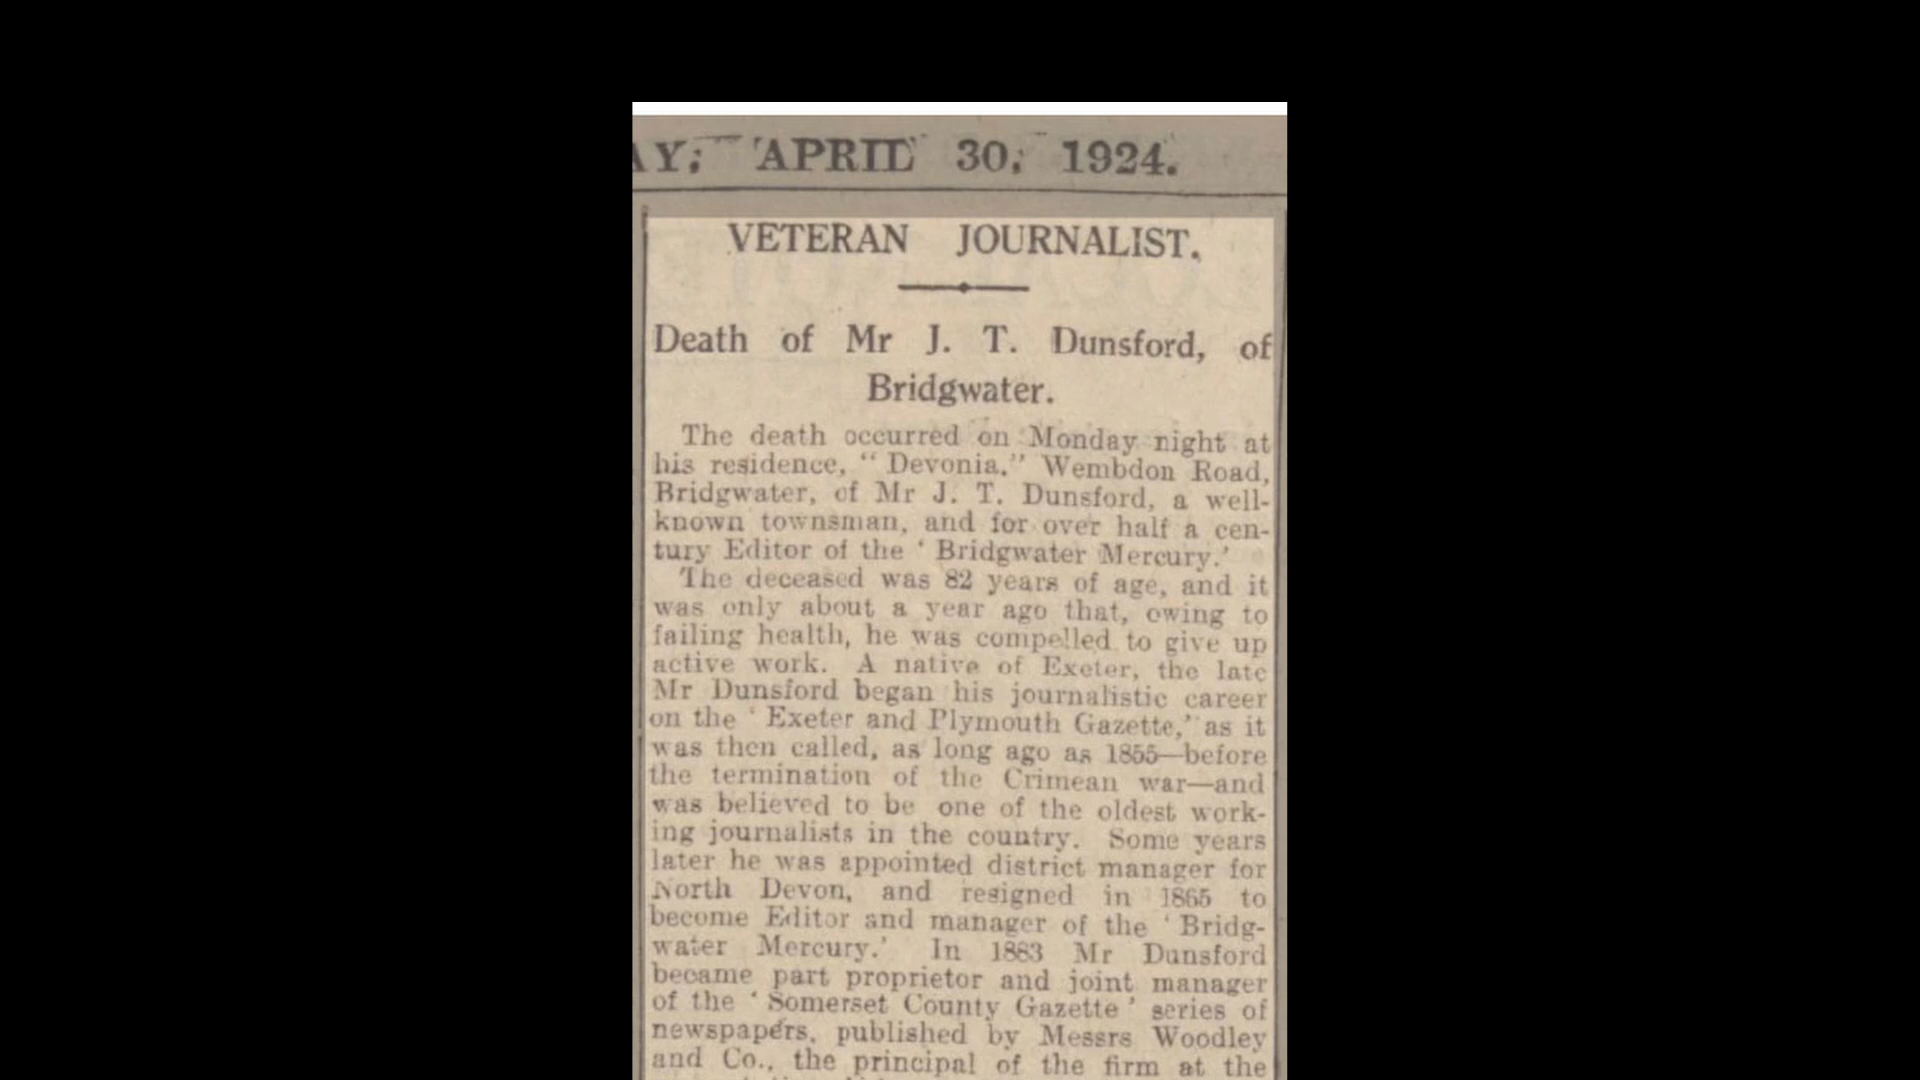 AY, APRIL 30, 1924.
VETERAN JOURNALIST.
Death of Mr J. T. Dunsford, of
Bridgwater.
The death occurred on Monday night at
his residence, “ Devonia,” Wembdon Road,
Bridgwater, of Mr J. T. Dunsford, a well-
known townsman, and for over half a cen-
tury Editor of the ‘ Bridgwater Mercury.’
The deceased was 82 years of age, and it
was only about a year ago that, owing to
failing health, he was compelled to give up
active work. A native of Exeter, the late
Mr Dunsford began his journalistic career
on the ‘ Exeter and Plymouth Gazette,’ as it
was then called, as long ago as 1855—before
the termination of the Crimean war—and
was believed to be one of the oldest work-
ing journalists in the country. Some years
later he was appointed district manager for
North Devon, and resigned in 1865 to
become Editor and manager of the ‘ Bridg-
water Mercury.’ In 1883 Mr Dunsford
became part proprietor and joint manager
of the ‘ Somerset County Gazette ’ series of
newspapers, published by Messrs Woodley
and Co., the principal of the firm at the